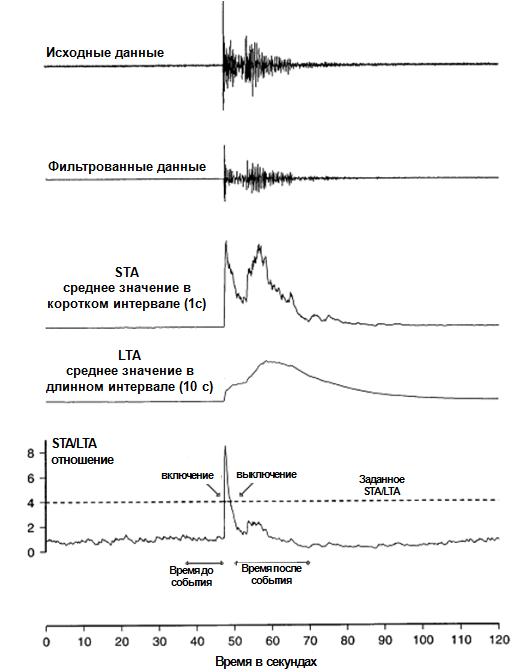 Исходные данные
Фильтрованные данные
STA
среднее значение в
коротком интервале (1с)
LTA
среднее значение в
длинном интервале (10 с)
STA/LTA
отношение
8
6
4
2
0
включение
выключение
Заданное
STA/LTA
Время до
события
Время после
события
0 10 20 30 40 50 60 70 80 90 100 110 120
Время в секундах